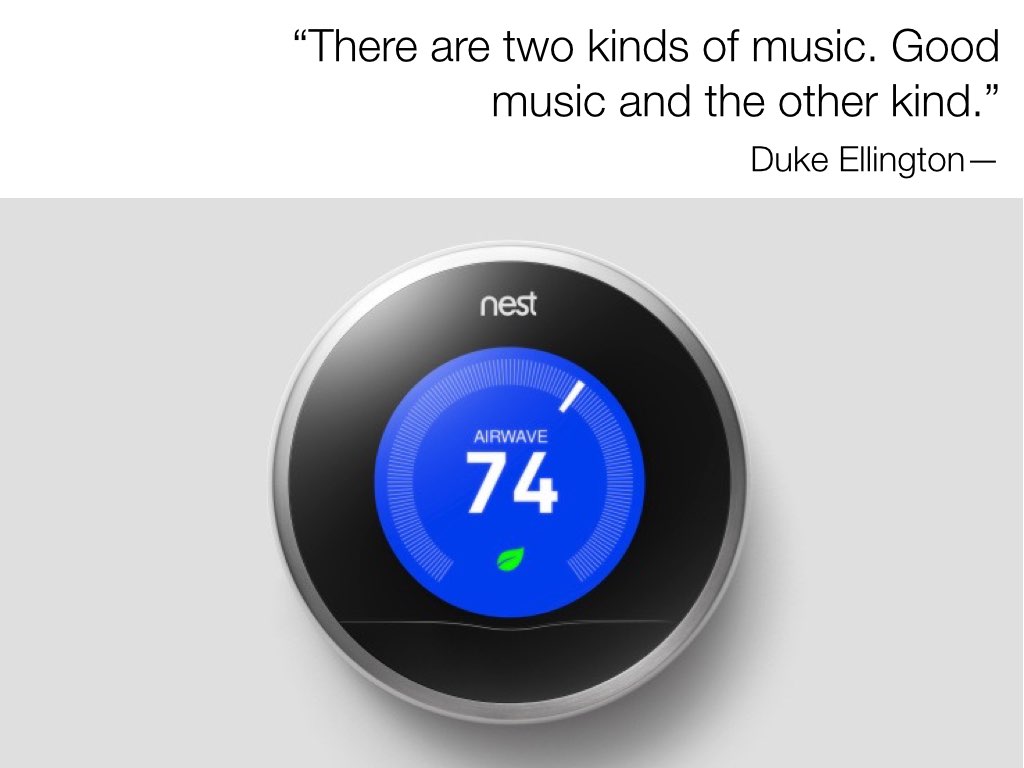 “There are two kinds of music. Good
music and the other kind.”
Duke Ellington—
nest
AIRWAVE
74